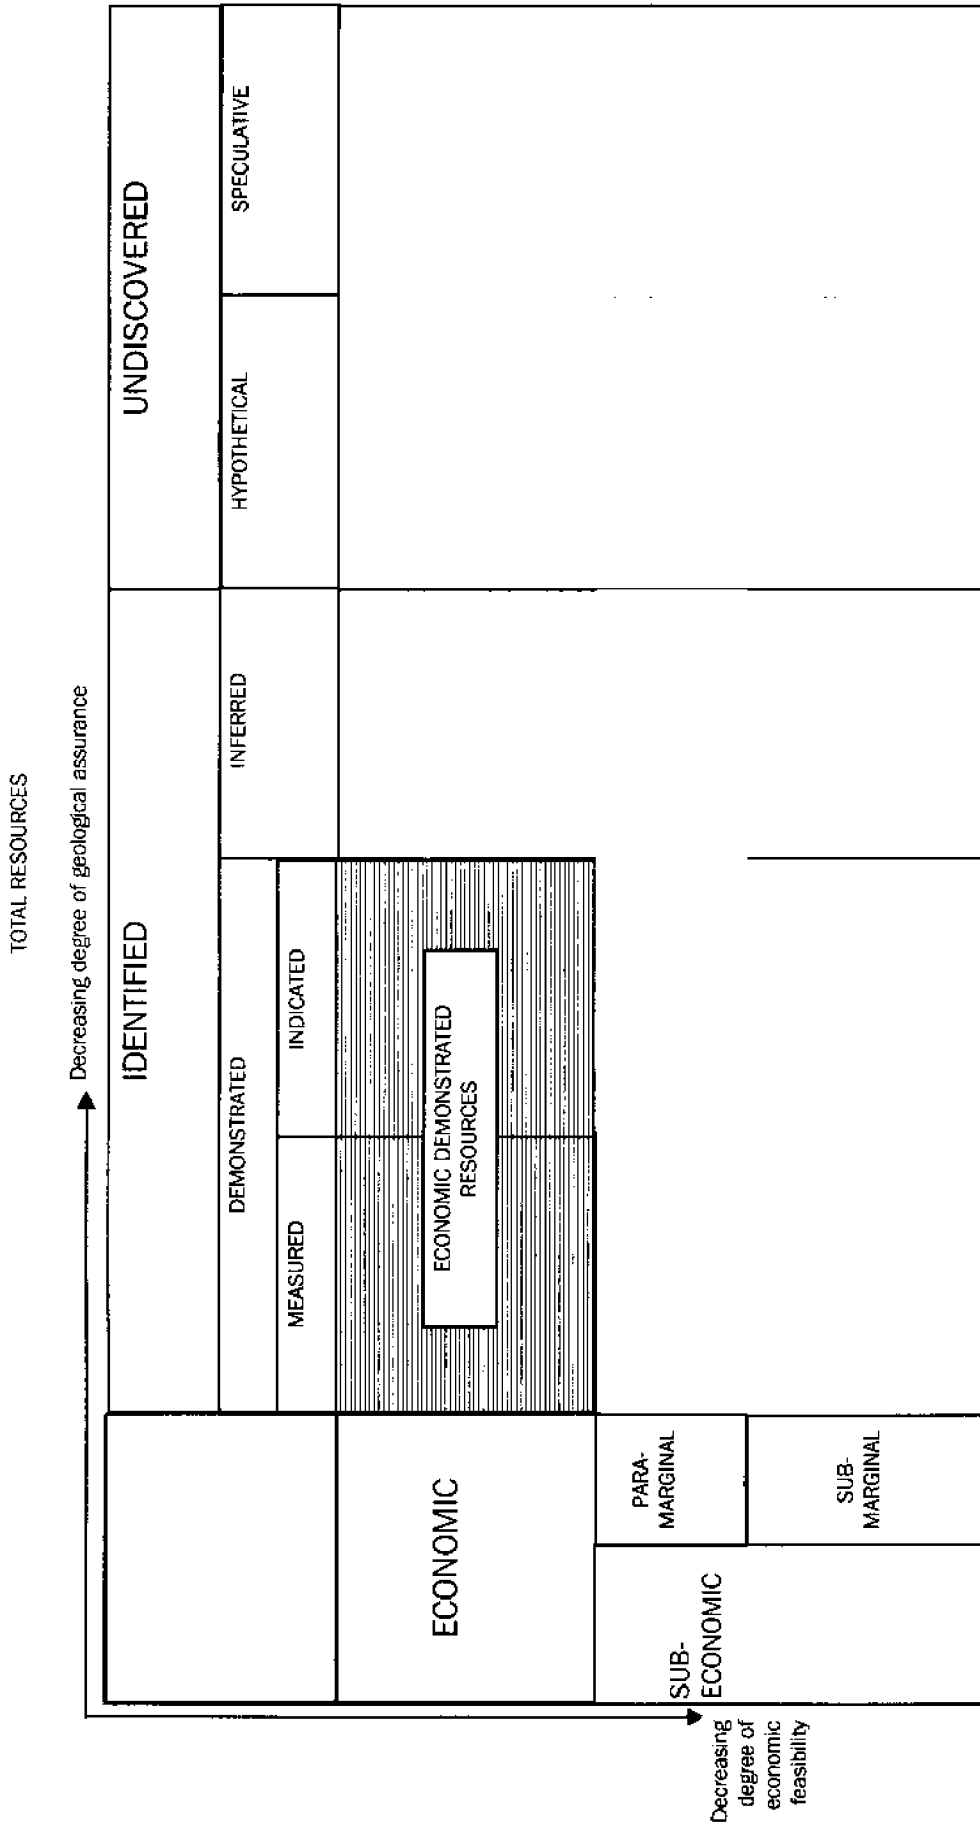 TOTAL RESOURCES
Decreasing degree of geological assurance
IDENTIFIED
UNDISCOVERED
DEMONSTRATED
INFERRED
HYPOTHETICAL
SPECULATIVE
MEASURED
INDICATED
ECONOMIC
ECONOMIC DEMONSTRATED
RESOURCES
SUB-
ECONOMIC
PARA-
MARGINAL
SUB-
MARGINAL
Decreasing
degree of
economic
feasibility